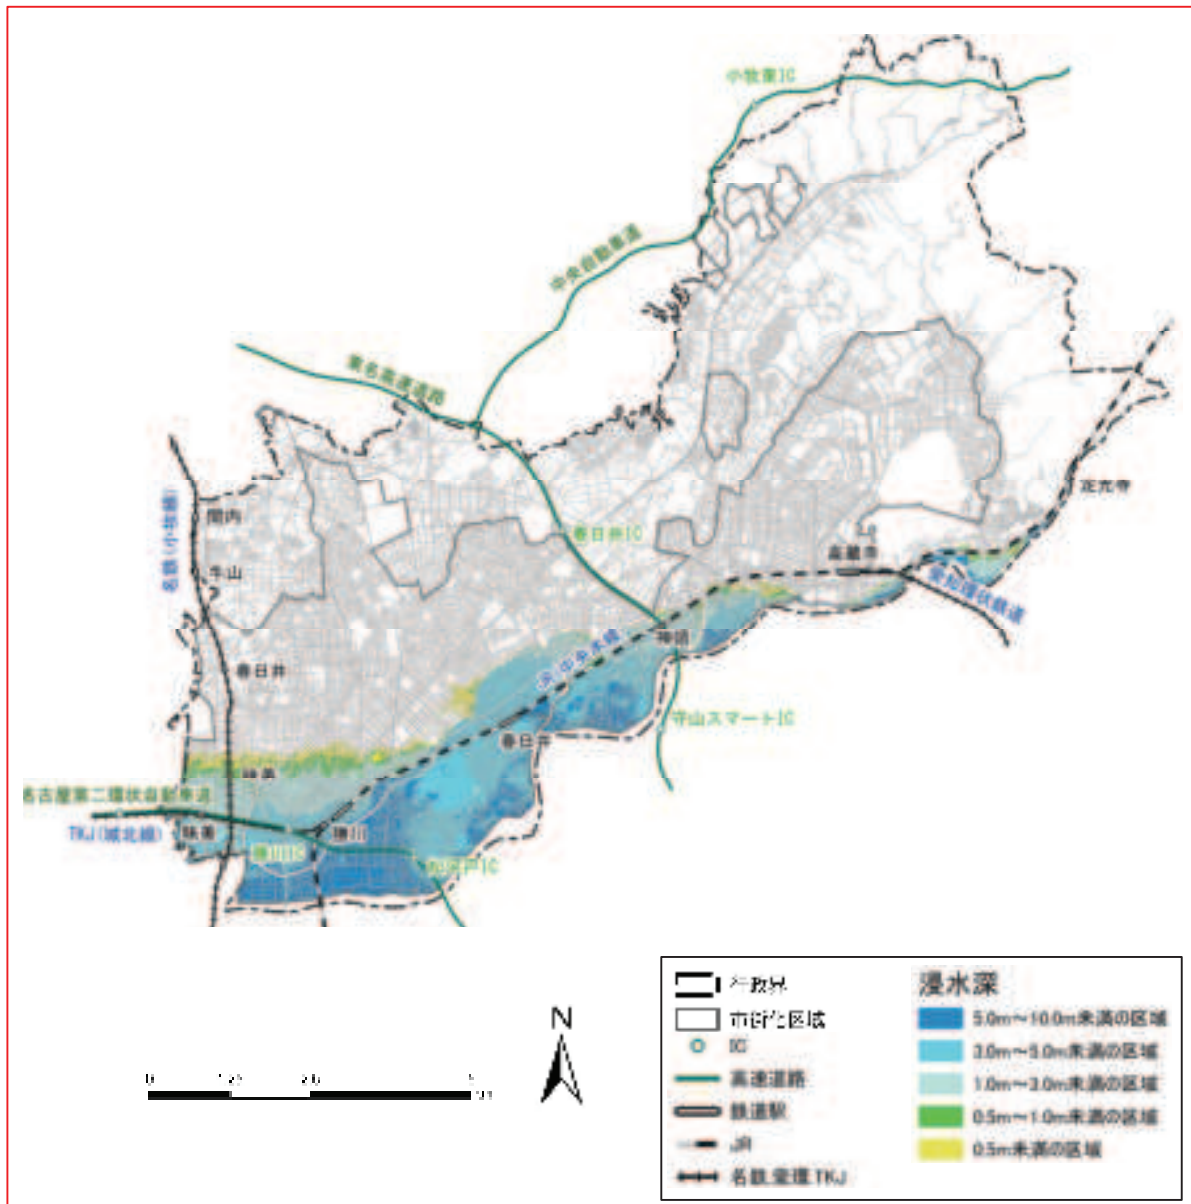 小牧東IC
中央自動車道
東名高速道路
名鉄(小牧線)
間内
牛山
春日井IC
高蔵寺
定光寺
愛知環状鉄道
JR中央本線
神領
春日井
守山スマートIC
春日井
味美
名古屋第二環状自動車道
TKJ(城北線)
味美
勝川
勝川IC
松河戸IC
N
行政界
市街化区域
IC
高速道路
鉄道駅
JR
名鉄,愛環,TKJ
浸水深
5.0m～10.0m未満の区域
3.0m～5.0m未満の区域
1.0m～3.0m未満の区域
0.5m～1.0m未満の区域
0.5m未満の区域